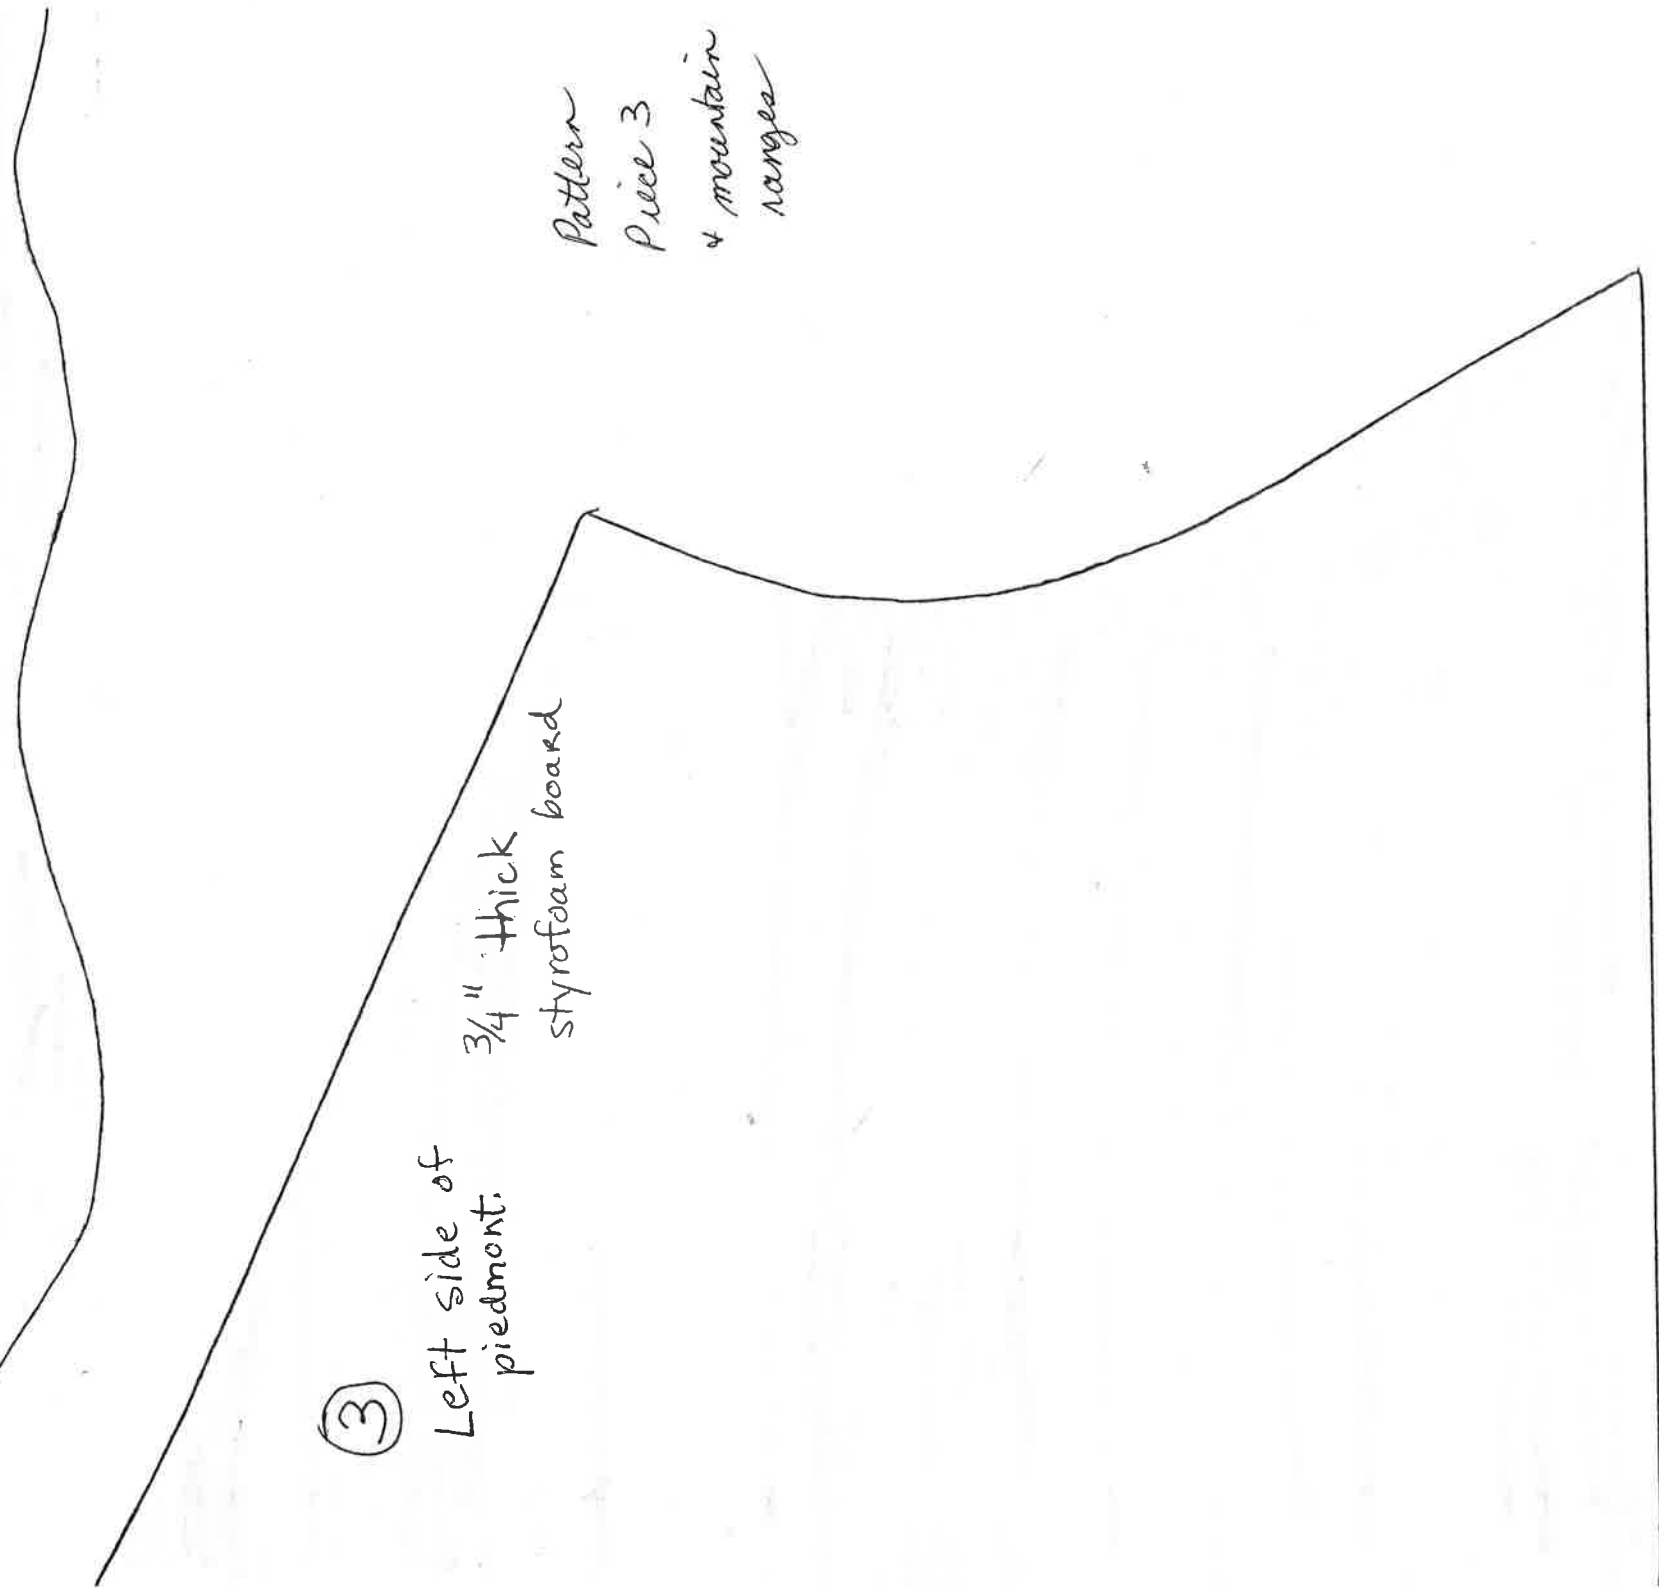 Pattern
Piece 3
& mountain
ranges
3
Left side of
piedmont.
3/4" thick
styrofoam board